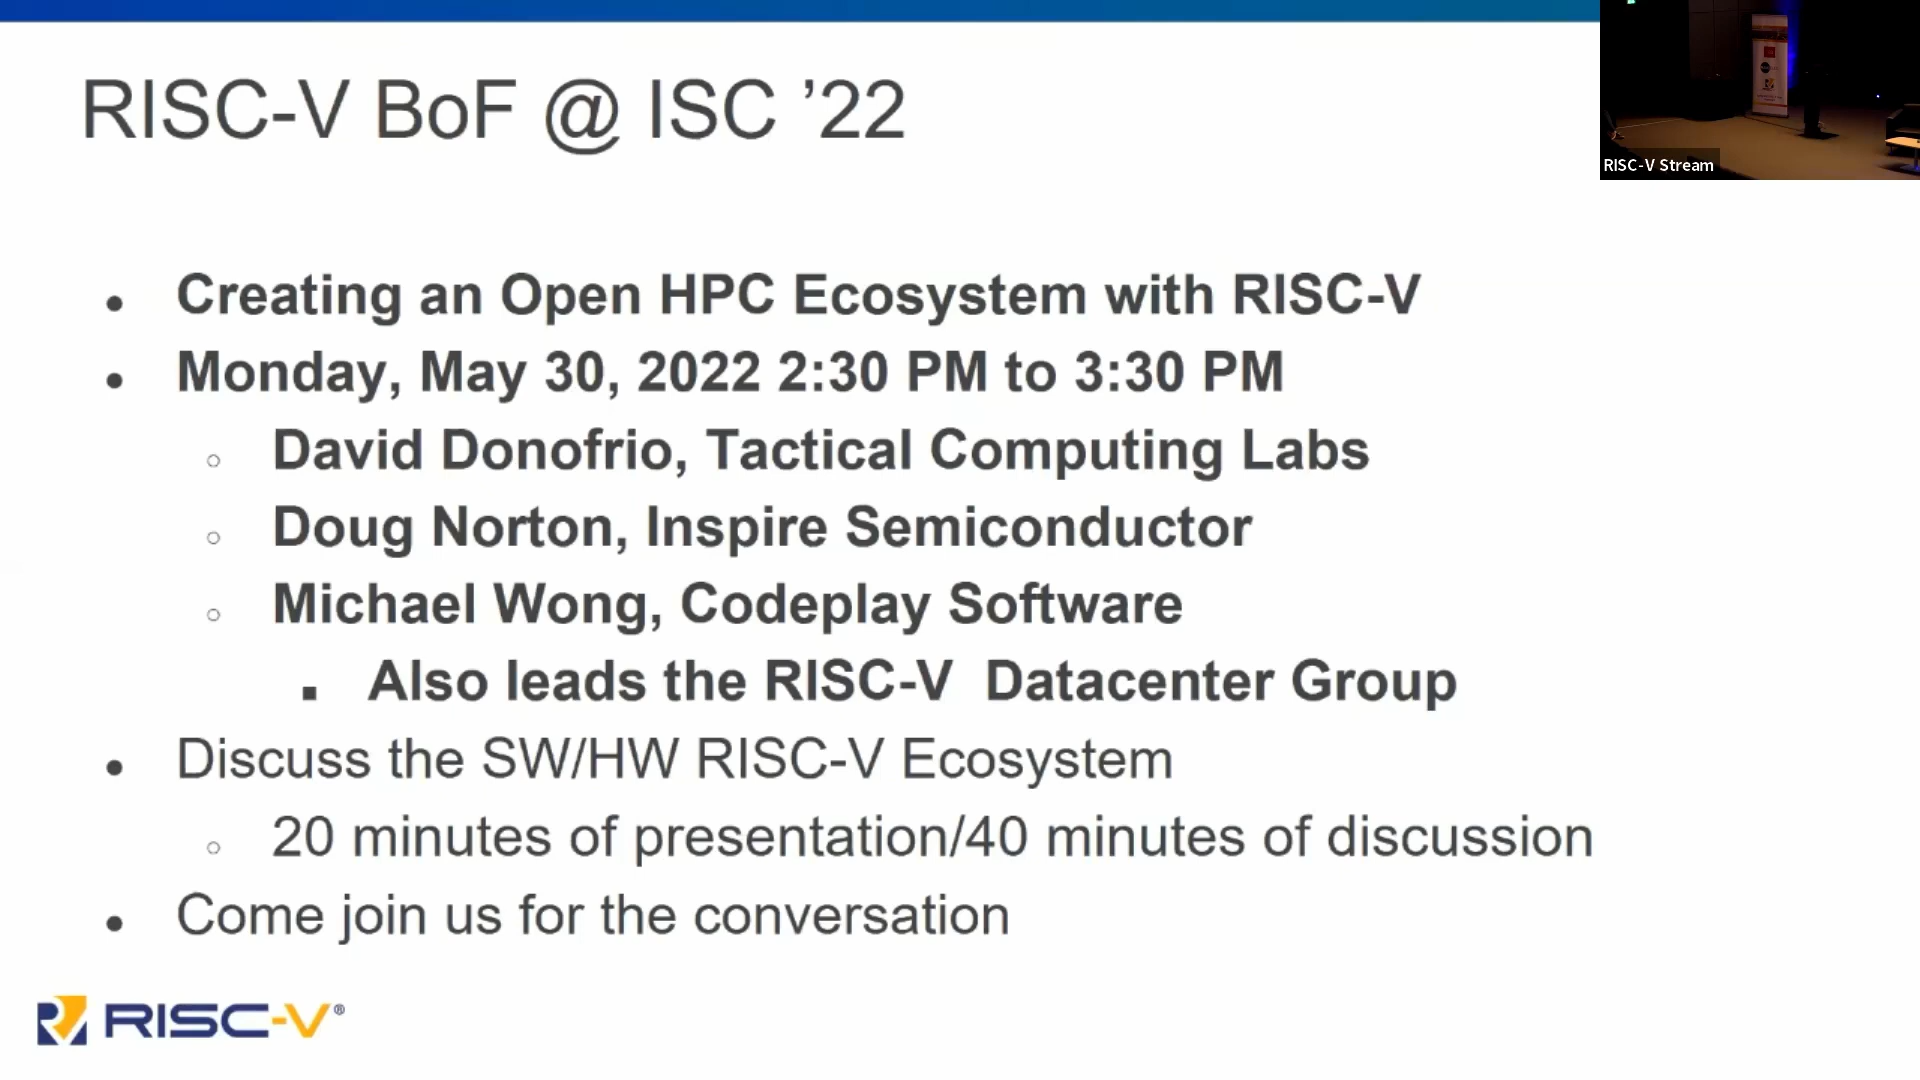 RISC-V BoF @ ISC ’22
RISC-V Stream
• Creating an Open HPC Ecosystem with RISC-V
• Monday, May 30, 2022 2:30 PM to 3:30 PM
○ David Donofrio, Tactical Computing Labs
○ Doug Norton, Inspire Semiconductor
○ Michael Wong, Codeplay Software
▪ Also leads the RISC-V Datacenter Group
• Discuss the SW/HW RISC-V Ecosystem
○ 20 minutes of presentation/40 minutes of discussion
• Come join us for the conversation
RISC-V®